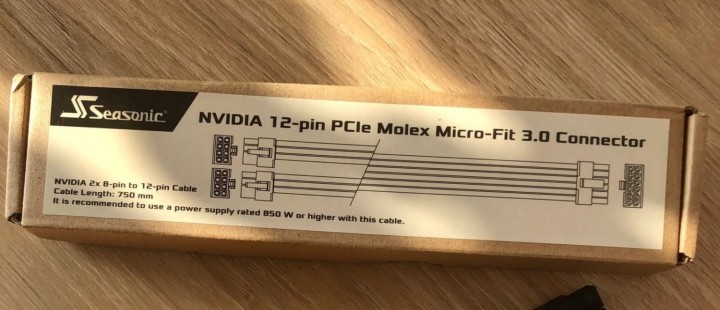 SEASONIC
NVIDIA 12-pin PCIe Molex Micro-Fit 3.0 Connector
NVIDIA 2x 8-pin to 12-pin Cable
Cable Length: 750 mm
It is recommended to use a power supply rated 850 W or higher with this cable.